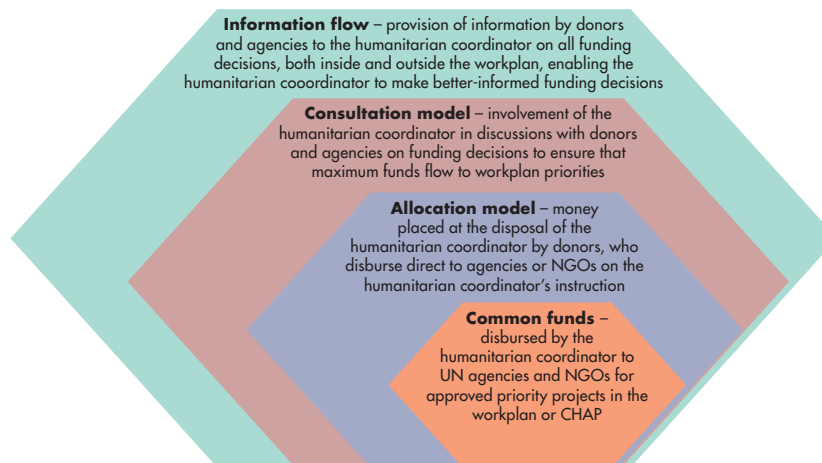 Information flow – provision of information by donors
and agencies to the humanitarian coordinator on all funding
decisions, both inside and outside the workplan, enabling the
humanitarian cooordinator to make better-informed funding decisions
Consultation model – involvement of the
humanitarian coordinator in discussions with donors
and agencies on funding decisions to ensure that
maximum funds flow to workplan priorities
Allocation model – money
placed at the disposal of the
humanitarian coordinator by donors, who
disburse direct to agencies or NGOs on the
humanitarian coordinator’s instruction
Common funds –
disbursed by the
humanitarian coordinator to
UN agencies and NGOs for
approved priority projects in the
workplan or CHAP